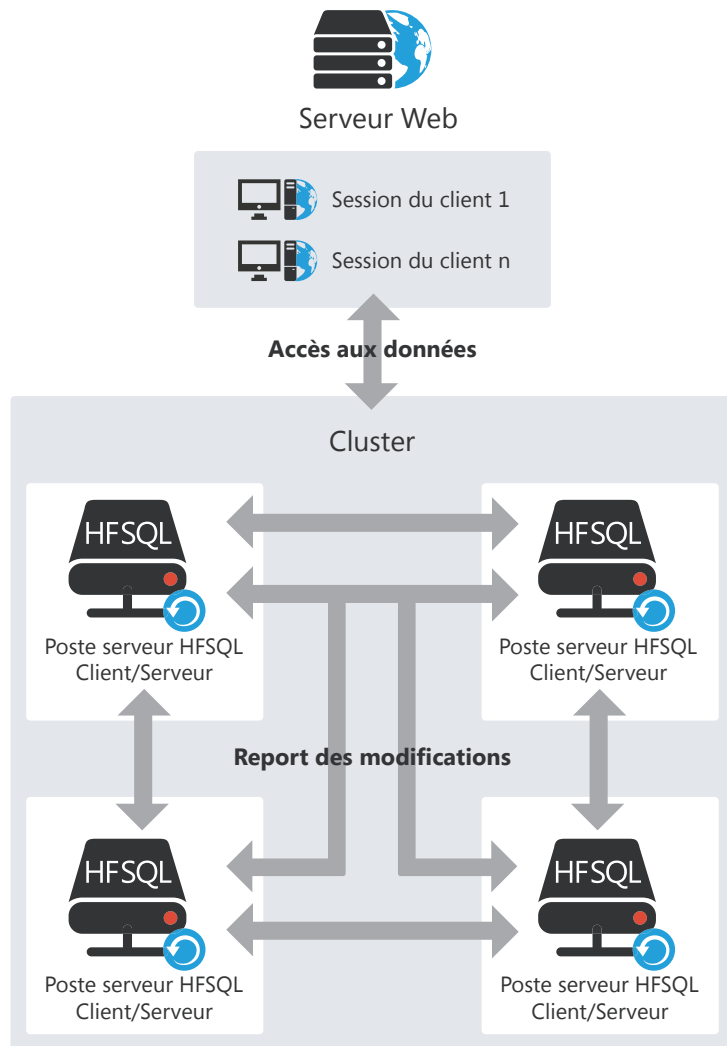 Serveur Web
Session du client 1
Session du client n
Accès aux données
Cluster
HFSQL
Poste serveur HFSQL
Client/Serveur
HFSQL
Poste serveur HFSQL
Client/Serveur
Report des modifications
HFSQL
Poste serveur HFSQL
Client/Serveur
HFSQL
Poste serveur HFSQL
Client/Serveur